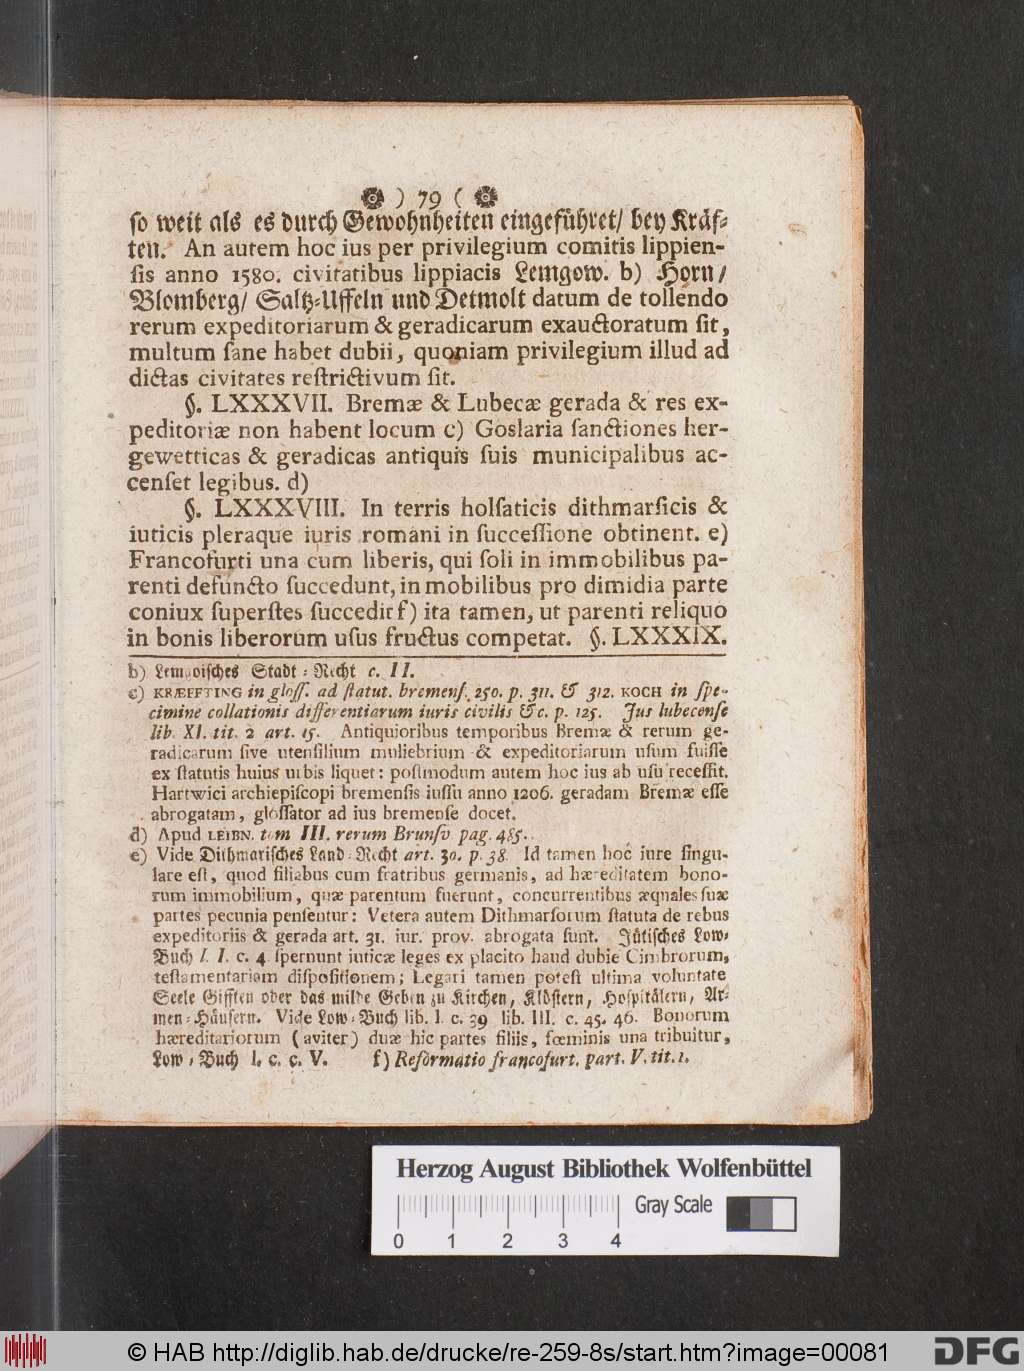 ) 79 (
so weit als es durch Gewohnheiten eingeführet/ bey Kräf-
ten. An autem hoc ius per privilegium comitis lippien-
sis anno 1580. civitatibus lippiacis Lemgow. b) Horn/
Blomberg/ Saltz-Uffeln und Detmolt datum de tollendo
rerum expeditoriarum & geradicarum exauctoratum sit,
multum sane habet dubii, quoniam privilegium illud ad
dictas civitates restrictivum sit.
§. LXXXVII. Bremæ & Lubecæ gerada & res ex-
peditoriæ non habent locum c) Goslaria sanctiones her-
gewetticas & geradicas antiquis suis municipalibus ac-
censet legibus. d)
§. LXXXVIII. In terris holsaticis dithmarsicis &
iuticis pleraque iuris romani in successione obtinent. e)
Francofurti una cum liberis, qui soli in immobilibus pa-
renti defuncto succedunt, in mobilibus pro dimidia parte
coniux superstes succedit f) ita tamen, ut parenti reliquo
in bonis liberorum usus fructus competat. §. LXXXIX.
b) Lemgoisches Stadt-Recht c. II.
c) KRÆFFTING in gloss. ad statut. bremens. 250. p. 311. & 312. KOCH in spe-
cimine collationis differentiarum iuris civilis &c. p. 125. Jus lubecense
lib. XI. tit. 2 art. 15. Antiquioribus temporibus Bremæ & rerum ge-
radicarum sive utensilium muliebrium & expeditoriarum usum fuisse
ex statutis huius urbis liquet: postmodum autem hoc ius ab usu recessit.
Hartwici archiepiscopi bremensis iussu anno 1206. geradam Bremæ esse
abrogatam, glossator ad ius bremense docet.
d) Apud LEIBN. tom III. rerum Brunsv pag. 485.
e) Vide Dithmarisches Land-Recht art. 30. p. 38. Id tamen hoc iure singu-
lare est, quod filiabus cum fratribus germanis, ad hæreditatem bono-
rum immobilium, quæ parentum fuerunt, concurrentibus æquales suæ
partes pecunia pensentur: Vetera autem Dithmarsorum statuta de rebus
expeditoriis & gerada art. 31. iur. prov. abrogata sunt. Jütisches Low-
Buch l. I. c. 4 spernunt iuticæ leges ex placito haud dubie Cimbrorum,
testamentariam dispositionem; Legari tamen potest ultima voluntate
Seele Gifften oder das milde Geben zu Kirchen, Klöstern, Hospitälern, Ar-
men-Häusern. Vide Low-Buch lib. I. c. 39 lib. III. c. 45. 46. Bonorum
hæreditariorum (aviter) duæ hic partes filiis, fœminis una tribuitur,
Low-Buch l. c. c. V. f) Reformatio francofurt. part. V. tit. 1.
Herzog August Bibliothek Wolfenbüttel
Gray Scale
0 1 2 3 4
© HAB http://diglib.hab.de/drucke/re-259-8s/start.htm?image=00081
DFG